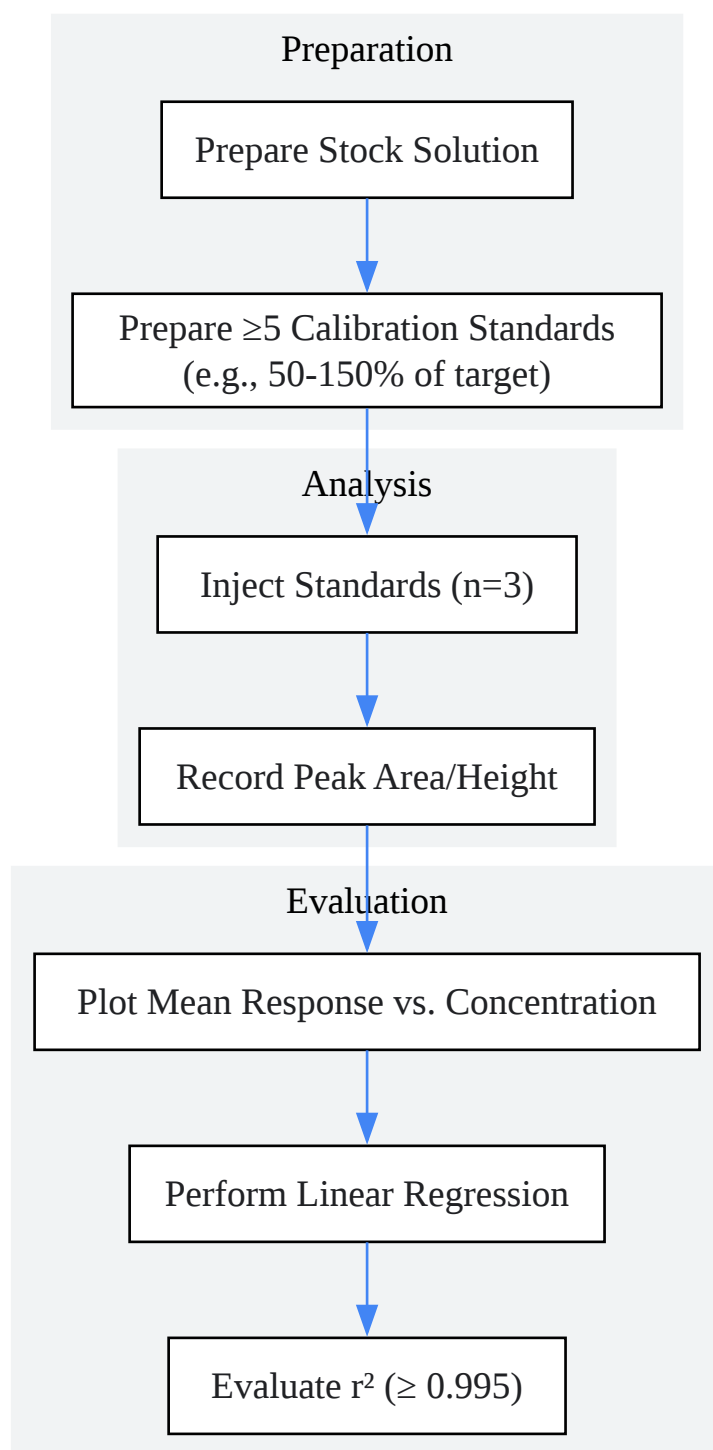 Preparation
Prepare Stock Solution
Prepare ≥5 Calibration Standards
(e.g., 50-150% of target)
Analysis
Inject Standards (n=3)
Record Peak Area/Height
Evaluation
Plot Mean Response vs. Concentration
Perform Linear Regression
Evaluate r² (≥ 0.995)